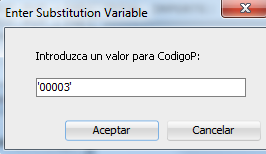 Enter Substitution Variable
Introduzca un valor para CodigoP:
'00003'
Aceptar
Cancelar